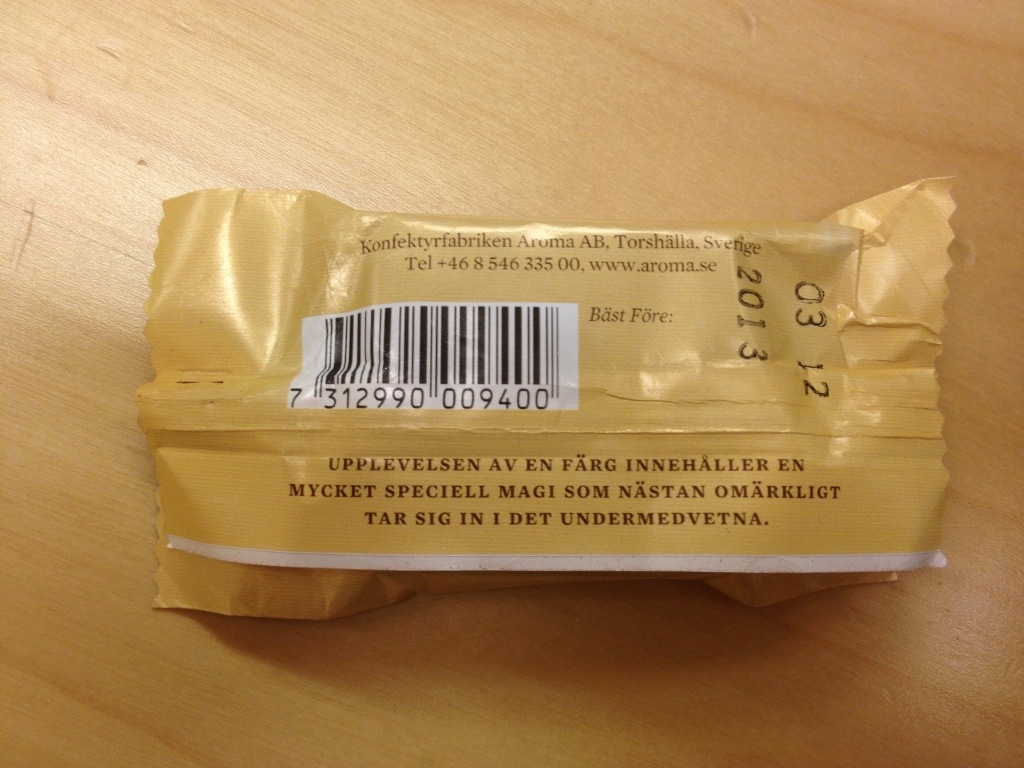 Konfektyrfabriken Aroma AB, Torshälla, Sverige
Tel +46 8 546 335 00, www.aroma.se
Bäst Före:
03 12
2013
7 312990 009400
UPPLEVELSEN AV EN FÄRG INNEHÅLLER EN
MYCKET SPECIELL MAGI SOM NÄSTAN OMÄRKLIGT
TAR SIG IN I DET UNDERMEDVETNA.